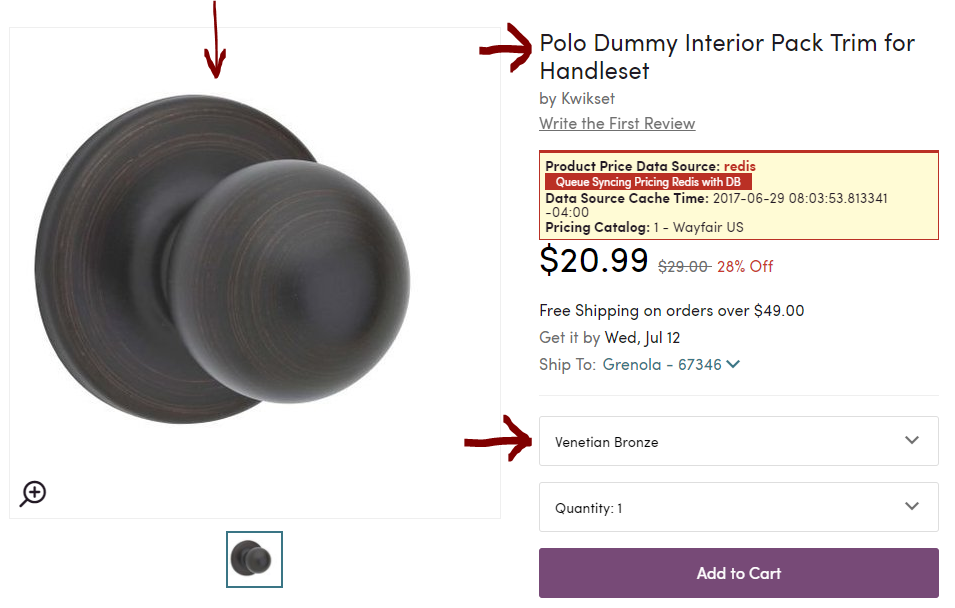 Polo Dummy Interior Pack Trim for
Handleset
by Kwikset
Write the First Review
Product Price Data Source: redis
Queue Syncing Pricing Redis with DB
Data Source Cache Time: 2017-06-29 08:03:53.813341
-04:00
Pricing Catalog: 1 - Wayfair US
$20.99 $29.00 28% Off
Free Shipping on orders over $49.00
Get it by Wed, Jul 12
Ship To: Grenola - 67346
Venetian Bronze
Quantity: 1
Add to Cart